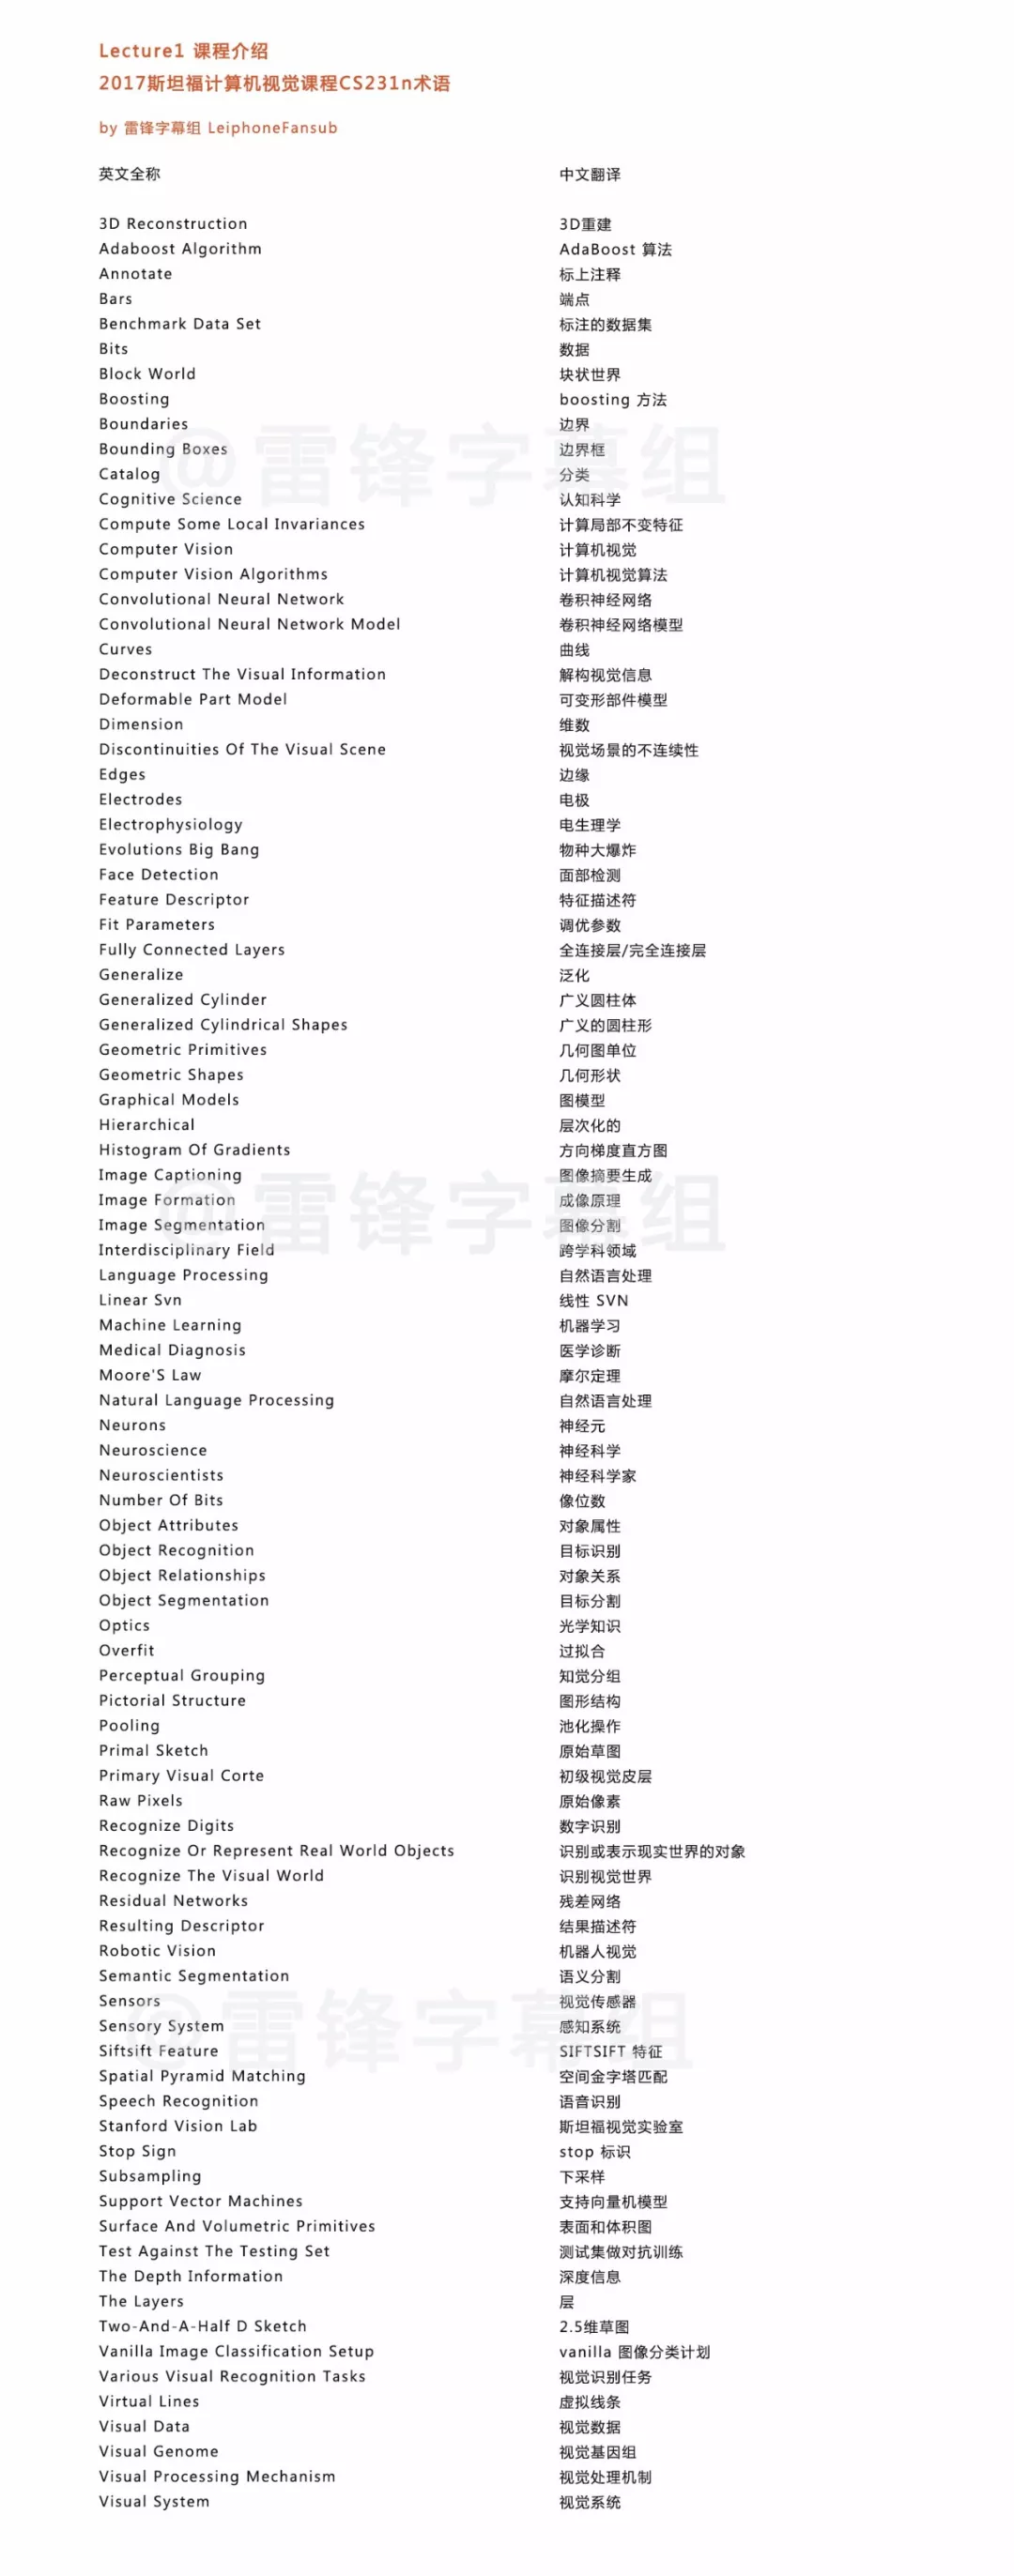 Lecture1 课程介绍
2017斯坦福计算机视觉课程CS231n术语
by 雷锋字幕组 LeiphoneFansub
英文全称 中文翻译
3D Reconstruction 3D重建
Adaboost Algorithm AdaBoost 算法
Annotate 标上注释
Bars 端点
Benchmark Data Set 标注的数据集
Bits 数据
Block World 块状世界
Boosting boosting 方法
Boundaries 边界
Bounding Boxes 边界框
Catalog 分类
Cognitive Science 认知科学
@雷锋字幕组
Compute Some Local Invariances 计算局部不变特征
Computer Vision 计算机视觉
Computer Vision Algorithms 计算机视觉算法
Convolutional Neural Network 卷积神经网络
Convolutional Neural Network Model 卷积神经网络模型
Curves 曲线
Deconstruct The Visual Information 解构视觉信息
Deformable Part Model 可变形部件模型
Dimension 维数
Discontinuities Of The Visual Scene 视觉场景的不连续性
Edges 边缘
Electrodes 电极
Electrophysiology 电生理学
Evolutions Big Bang 物种大爆炸
Face Detection 面部检测
Feature Descriptor 特征描述符
Fit Parameters 调优参数
Fully Connected Layers 全连接层/完全连接层
Generalize 泛化
Generalized Cylinder 广义圆柱体
Generalized Cylindrical Shapes 广义的圆柱形
Geometric Primitives 几何图单位
Geometric Shapes 几何形状
Graphical Models 图模型
Hierarchical 层次化的
Histogram Of Gradients 方向梯度直方图
Image Captioning 图像摘要生成
Image Formation 成像原理
Image Segmentation 图像分割
@雷锋字幕组
Interdisciplinary Field 跨学科领域
Language Processing 自然语言处理
Linear Svn 线性 SVN
Machine Learning 机器学习
Medical Diagnosis 医学诊断
Moore'S Law 摩尔定理
Natural Language Processing 自然语言处理
Neurons 神经元
Neuroscience 神经科学
Neuroscientists 神经科学家
Number Of Bits 像位数
Object Attributes 对象属性
Object Recognition 目标识别
Object Relationships 对象关系
Object Segmentation 目标分割
Optics 光学知识
Overfit 过拟合
Perceptual Grouping 知觉分组
Pictorial Structure 图形结构
Pooling 池化操作
Primal Sketch 原始草图
Primary Visual Corte 初级视觉皮层
Raw Pixels 原始像素
Recognize Digits 数字识别
Recognize Or Represent Real World Objects 识别或表示现实世界的对象
Recognize The Visual World 识别视觉世界
Residual Networks 残差网络
Resulting Descriptor 结果描述符
Robotic Vision 机器人视觉
Semantic Segmentation 语义分割
Sensors 视觉传感器
Sensory System 感知系统
@雷锋字幕组
Siftsift Feature SIFTSIFT 特征
Spatial Pyramid Matching 空间金字塔匹配
Speech Recognition 语音识别
Stanford Vision Lab 斯坦福视觉实验室
Stop Sign stop 标识
Subsampling 下采样
Support Vector Machines 支持向量机模型
Surface And Volumetric Primitives 表面和体积图
Test Against The Testing Set 测试集做对抗训练
The Depth Information 深度信息
The Layers 层
Two-And-A-Half D Sketch 2.5维草图
Vanilla Image Classification Setup vanilla 图像分类计划
Various Visual Recognition Tasks 视觉识别任务
Virtual Lines 虚拟线条
Visual Data 视觉数据
Visual Genome 视觉基因组
Visual Processing Mechanism 视觉处理机制
Visual System 视觉系统